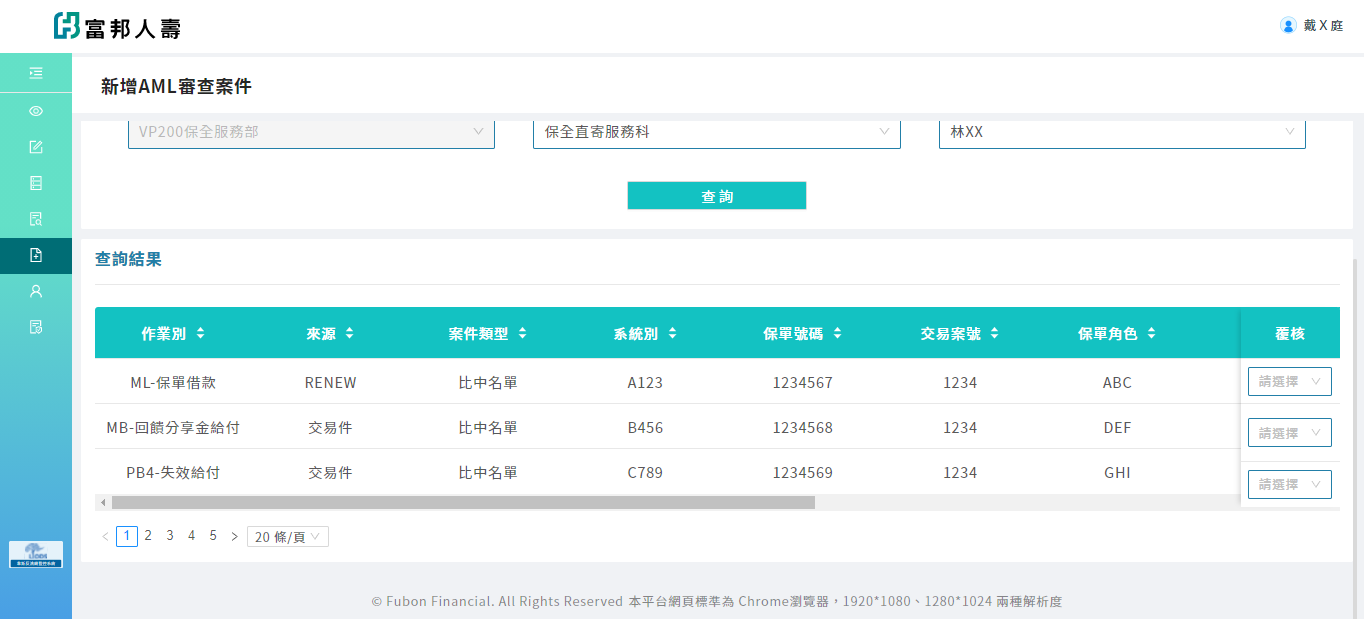 富邦人壽
戴X庭
新增AML審查案件
VP200保全服務部 保全直寄服務科 林XX
查詢
查詢結果
作業別 來源 案件類型 系統別 保單號碼 交易案號 保單角色 覆核
ML-保單借款 RENEW 比中名單 A123 1234567 1234 ABC 請選擇
MB-回饋分享金給付 交易件 比中名單 B456 1234568 1234 DEF 請選擇
PB4-失效給付 交易件 比中名單 C789 1234569 1234 GHI 請選擇
< 1 2 3 4 5 > 20 條/頁
© Fubon Financial. All Rights Reserved 本平台網頁標準為 Chrome瀏覽器，1920*1080、1280*1024 兩種解析度